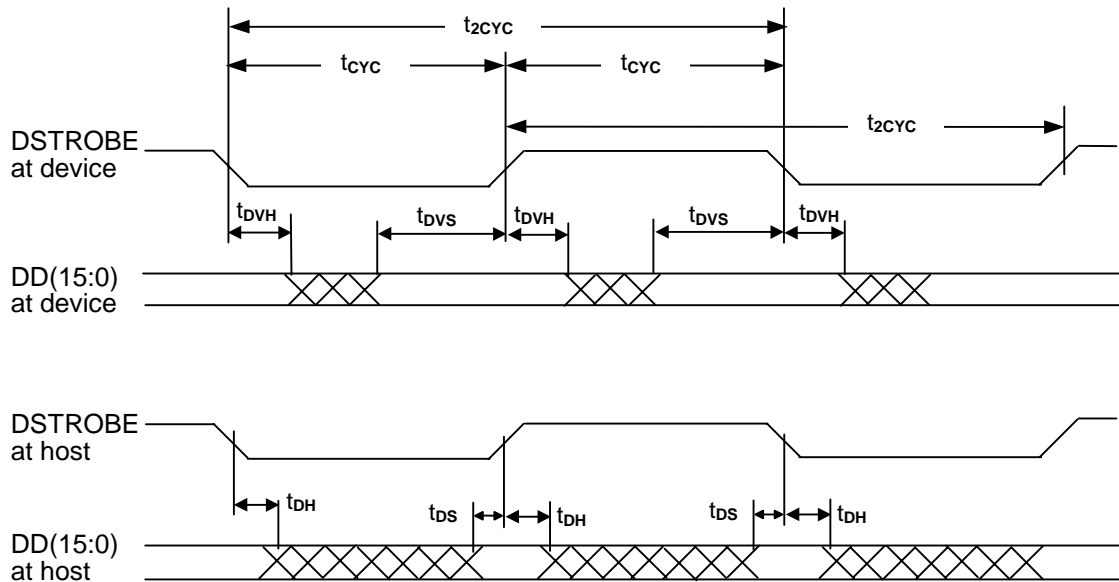 t2CYC
tCYC tCYC
t2CYC
DSTROBE
at device
tDVH tDVS tDVH tDVS tDVH
DD(15:0)
at device
DSTROBE
at host
tDH tDS tDH tDS tDH
DD(15:0)
at host